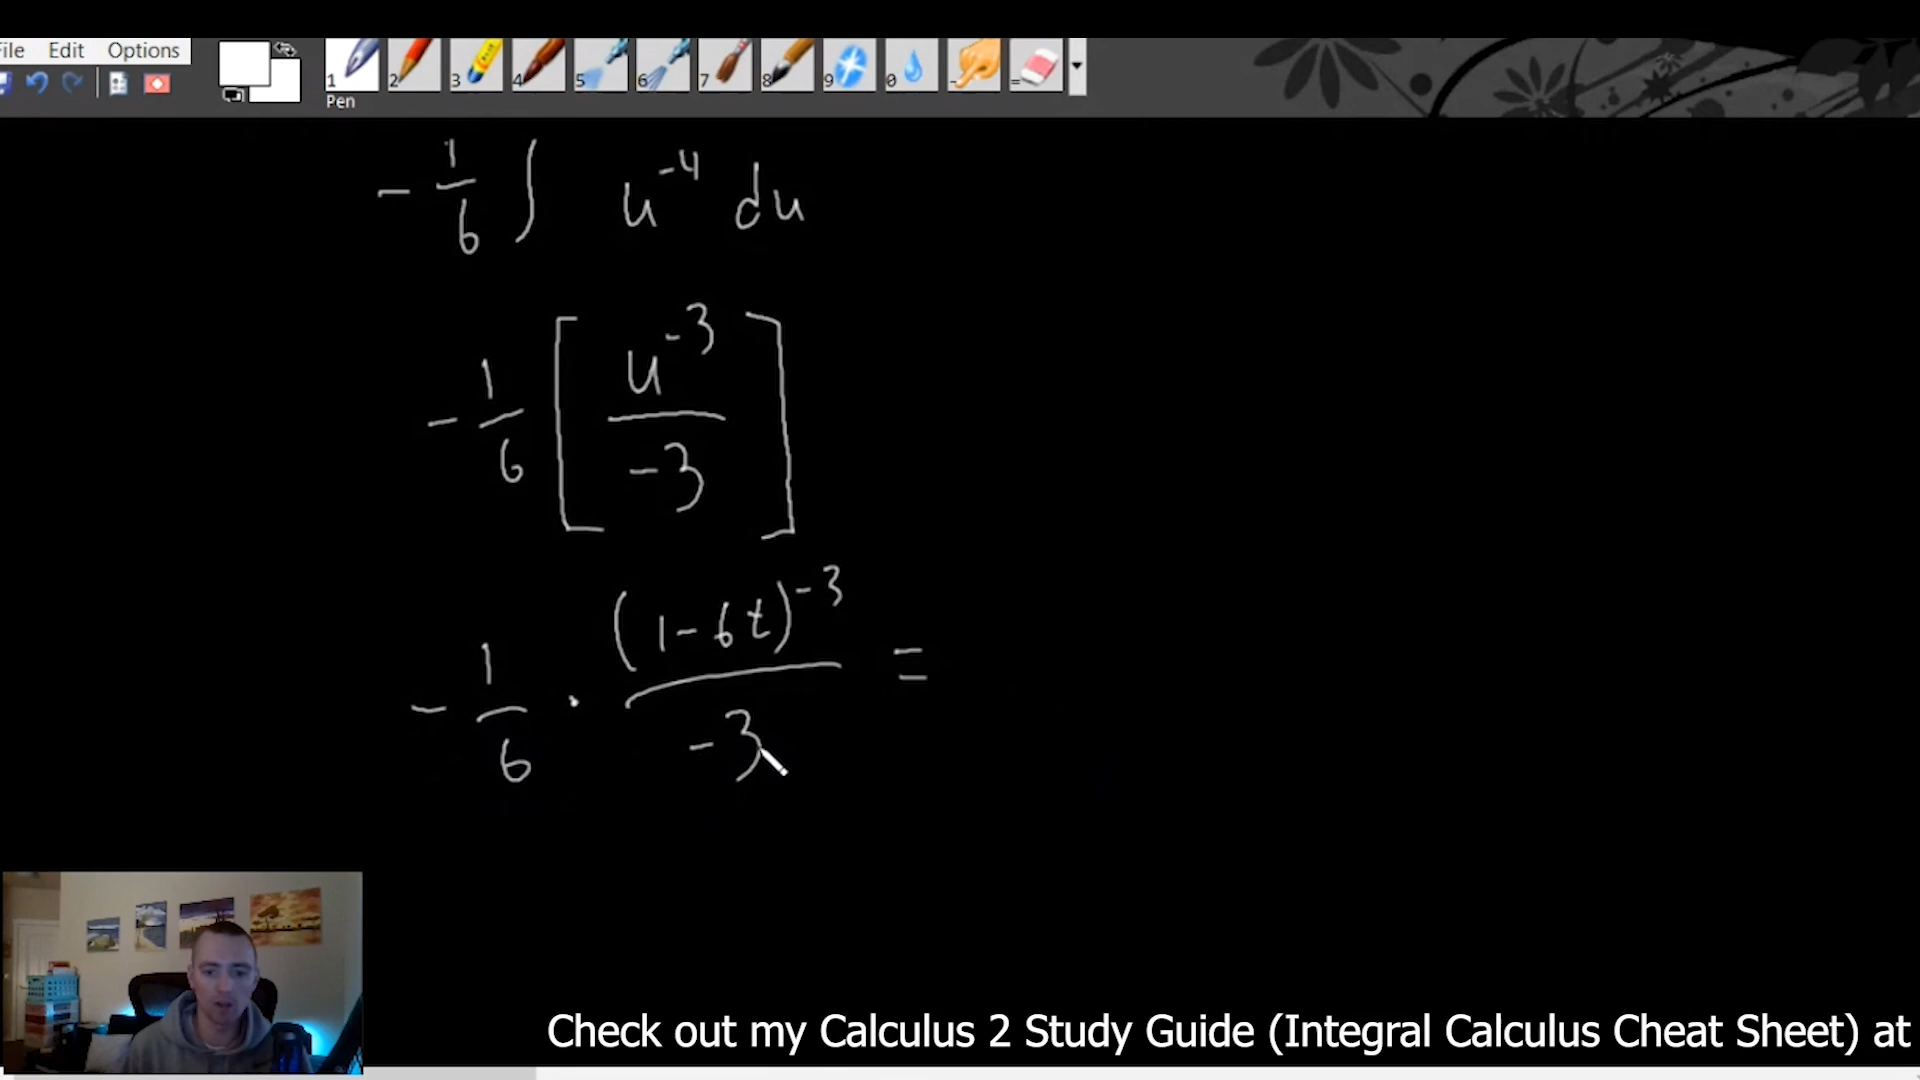 File Edit Options
1 2 3 4 5 6 7 8 9 0 - =
Pen
-1/6 ∫ u^-4 du
-1/6 [ u^-3 / -3 ]
-1/6 · (1-6t)^-3 / -3 =
Check out my Calculus 2 Study Guide (Integral Calculus Cheat Sheet) at